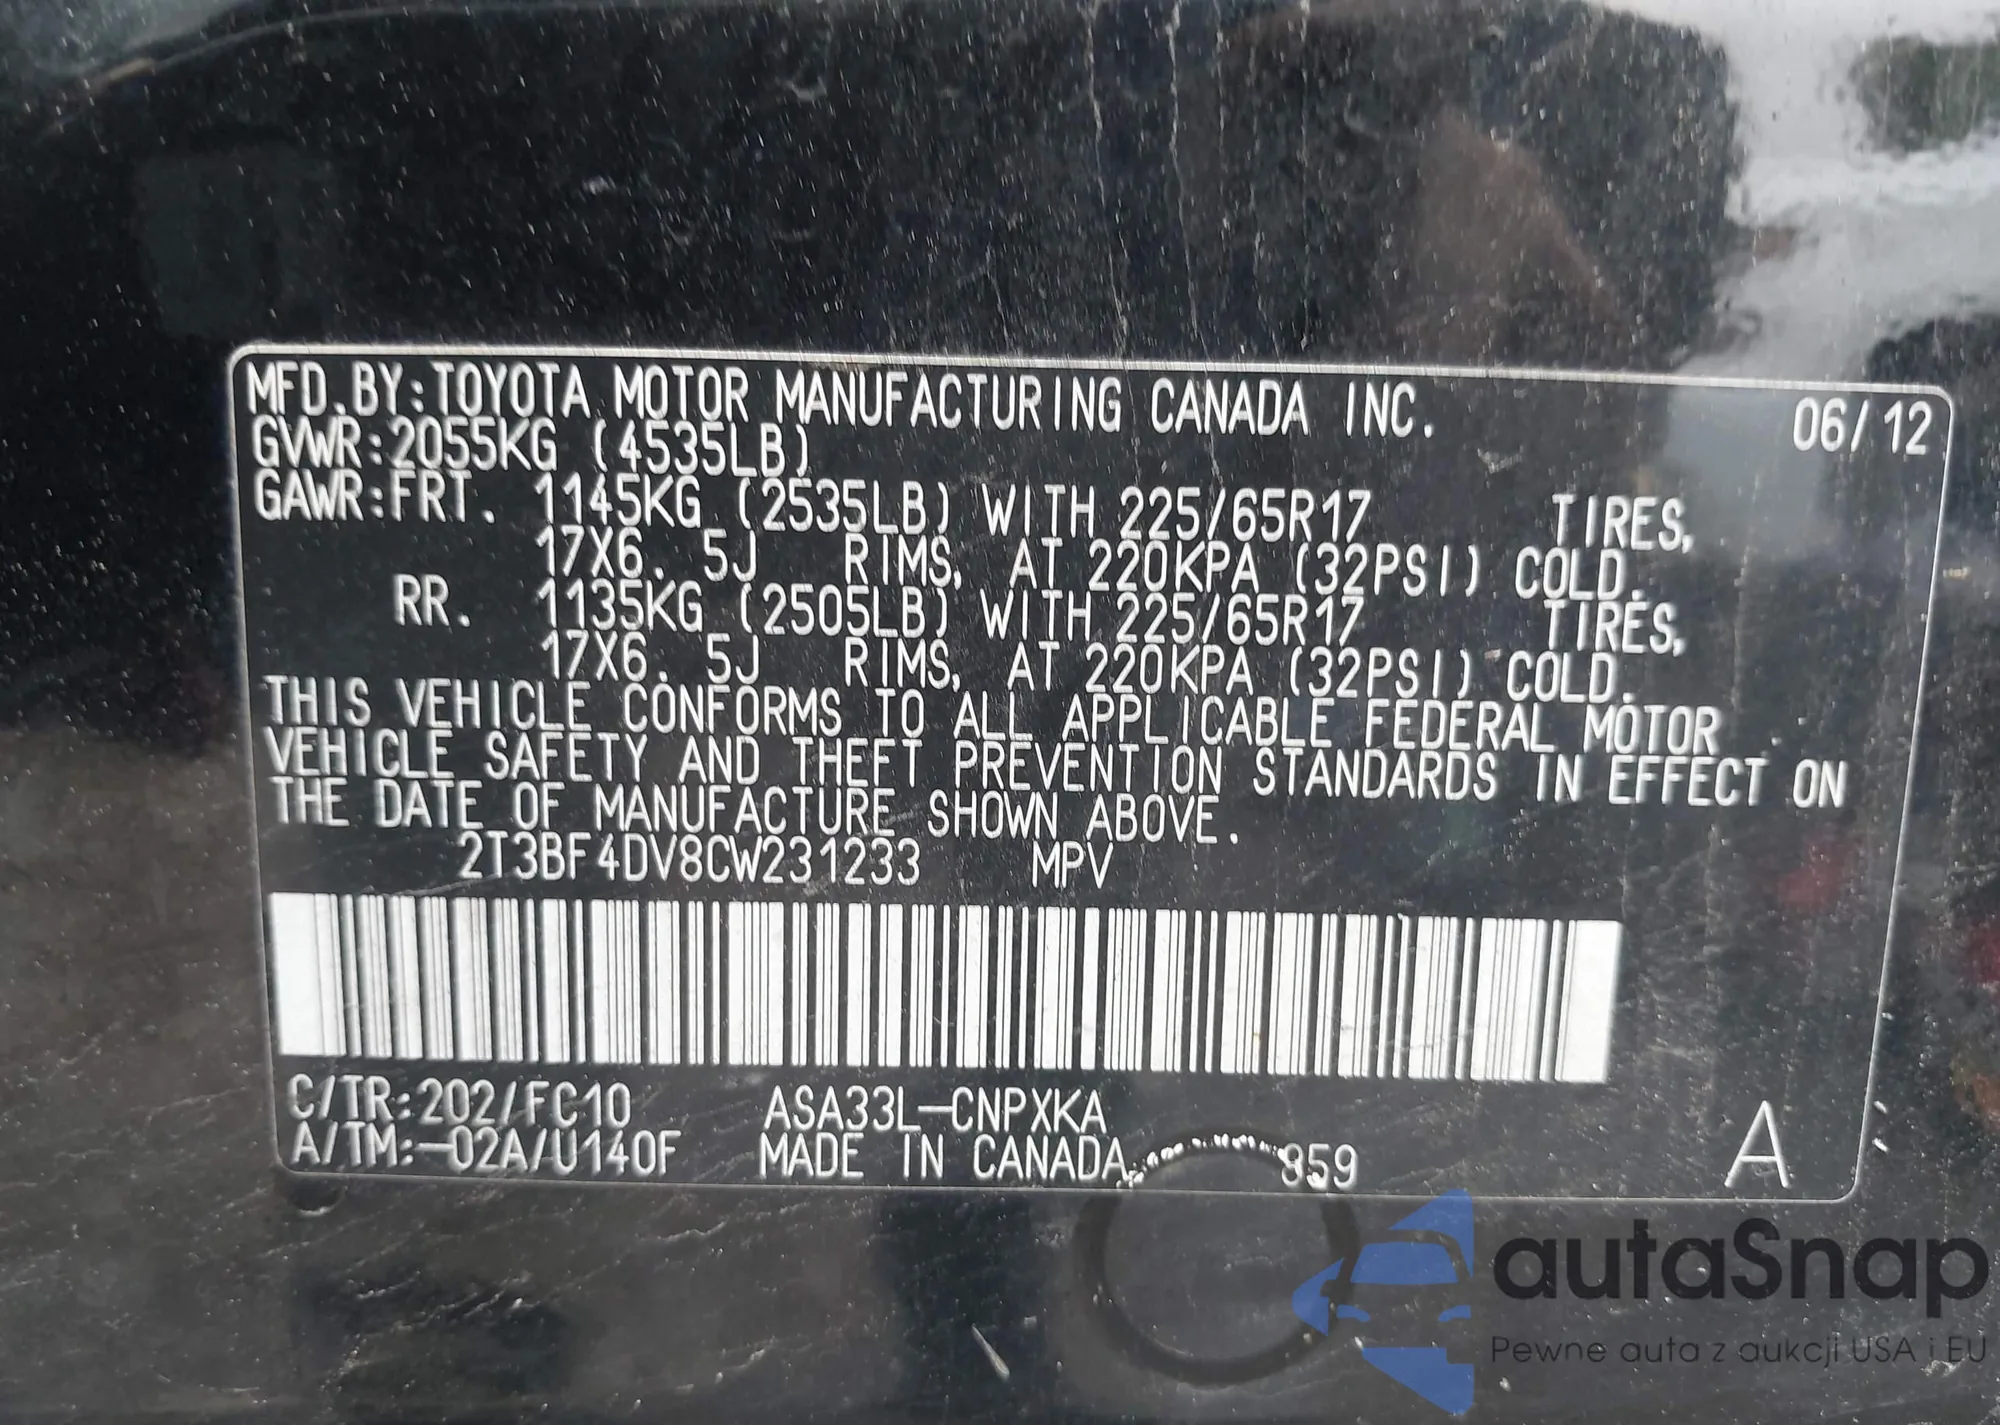 MFD.BY:TOYOTA MOTOR MANUFACTURING CANADA INC. 06/12
GVWR:2055KG (4535LB)
GAWR:FRT. 1145KG (2535LB) WITH 225/65R17 TIRES,
17X6.5J RIMS, AT 220KPA (32PSI) COLD.
RR. 1135KG (2505LB) WITH 225/65R17 TIRES,
17X6.5J RIMS, AT 220KPA (32PSI) COLD.
THIS VEHICLE CONFORMS TO ALL APPLICABLE FEDERAL MOTOR
VEHICLE SAFETY AND THEFT PREVENTION STANDARDS IN EFFECT ON
THE DATE OF MANUFACTURE SHOWN ABOVE.
2T3BF4DV8CW231233 MPV
C/TR:202/FC10 ASA33L-CNPXKA
A/TM:-02A/U140F MADE IN CANADA 959 A
autaSnap
Pewne auta z aukcji USA i EU